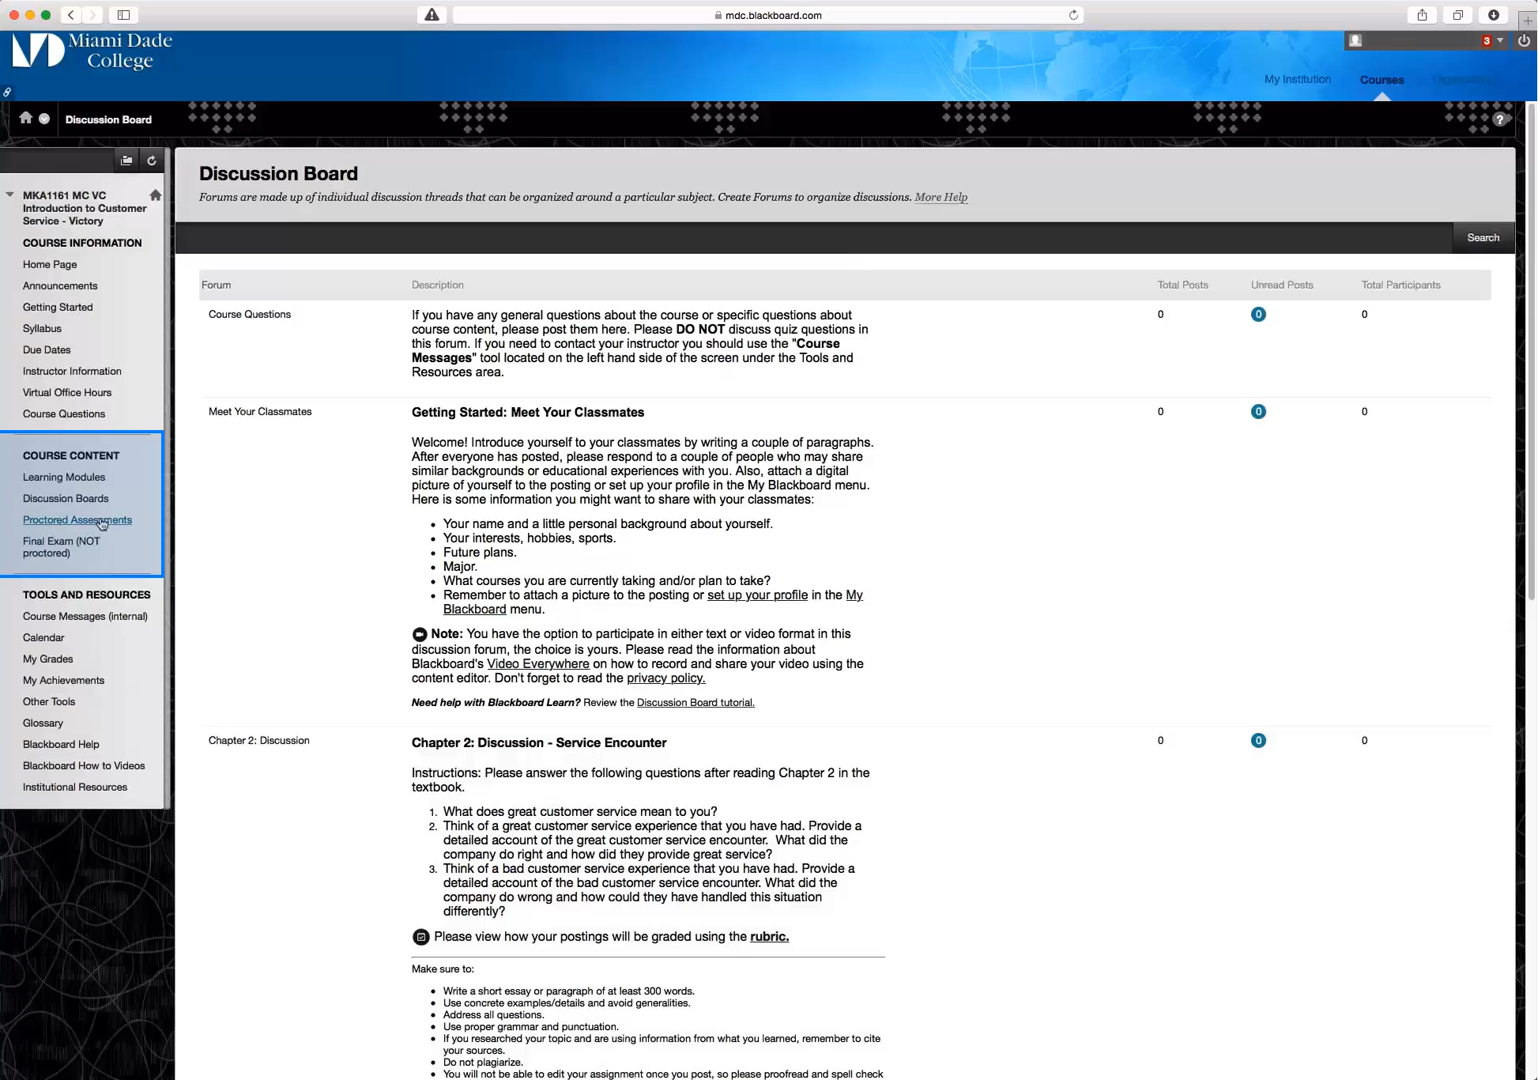 mdc.blackboard.com
Miami Dade
College
3
My Institution
Courses
Discussion Board
?
MKA1161 MC VC
Introduction to Customer
Service - Victory
COURSE INFORMATION
Home Page
Announcements
Getting Started
Syllabus
Due Dates
Instructor Information
Virtual Office Hours
Course Questions
COURSE CONTENT
Learning Modules
Discussion Boards
Proctored Assessments
Final Exam (NOT
proctored)
TOOLS AND RESOURCES
Course Messages (internal)
Calendar
My Grades
My Achievements
Other Tools
Glossary
Blackboard Help
Blackboard How to Videos
Institutional Resources
Discussion Board
Forums are made up of individual discussion threads that can be organized around a particular subject. Create Forums to organize discussions. More Help
Search
Forum Description Total Posts Unread Posts Total Participants
Course Questions
If you have any general questions about the course or specific questions about
course content, please post them here. Please DO NOT discuss quiz questions in
this forum. If you need to contact your instructor you should use the "Course
Messages" tool located on the left hand side of the screen under the Tools and
Resources area.
0 0 0
Meet Your Classmates
Getting Started: Meet Your Classmates
0 0 0
Welcome! Introduce yourself to your classmates by writing a couple of paragraphs.
After everyone has posted, please respond to a couple of people who may share
similar backgrounds or educational experiences with you. Also, attach a digital
picture of yourself to the posting or set up your profile in the My Blackboard menu.
Here is some information you might want to share with your classmates:
• Your name and a little personal background about yourself.
• Your interests, hobbies, sports.
• Future plans.
• Major.
• What courses you are currently taking and/or plan to take?
• Remember to attach a picture to the posting or set up your profile in the My
Blackboard menu.
Note: You have the option to participate in either text or video format in this
discussion forum, the choice is yours. Please read the information about
Blackboard's Video Everywhere on how to record and share your video using the
content editor. Don't forget to read the privacy policy.
Need help with Blackboard Learn? Review the Discussion Board tutorial.
Chapter 2: Discussion
Chapter 2: Discussion - Service Encounter
0 0 0
Instructions: Please answer the following questions after reading Chapter 2 in the
textbook.
1. What does great customer service mean to you?
2. Think of a great customer service experience that you have had. Provide a
detailed account of the great customer service encounter. What did the
company do right and how did they provide great service?
3. Think of a bad customer service experience that you have had. Provide a
detailed account of the bad customer service encounter. What did the
company do wrong and how could they have handled this situation
differently?
Please view how your postings will be graded using the rubric.
Make sure to:
• Write a short essay or paragraph of at least 300 words.
• Use concrete examples/details and avoid generalities.
• Address all questions.
• Use proper grammar and punctuation.
• If you researched your topic and are using information from what you learned, remember to cite
your sources.
• Do not plagiarize.
• You will not be able to edit your assignment once you post, so please proofread and spell check